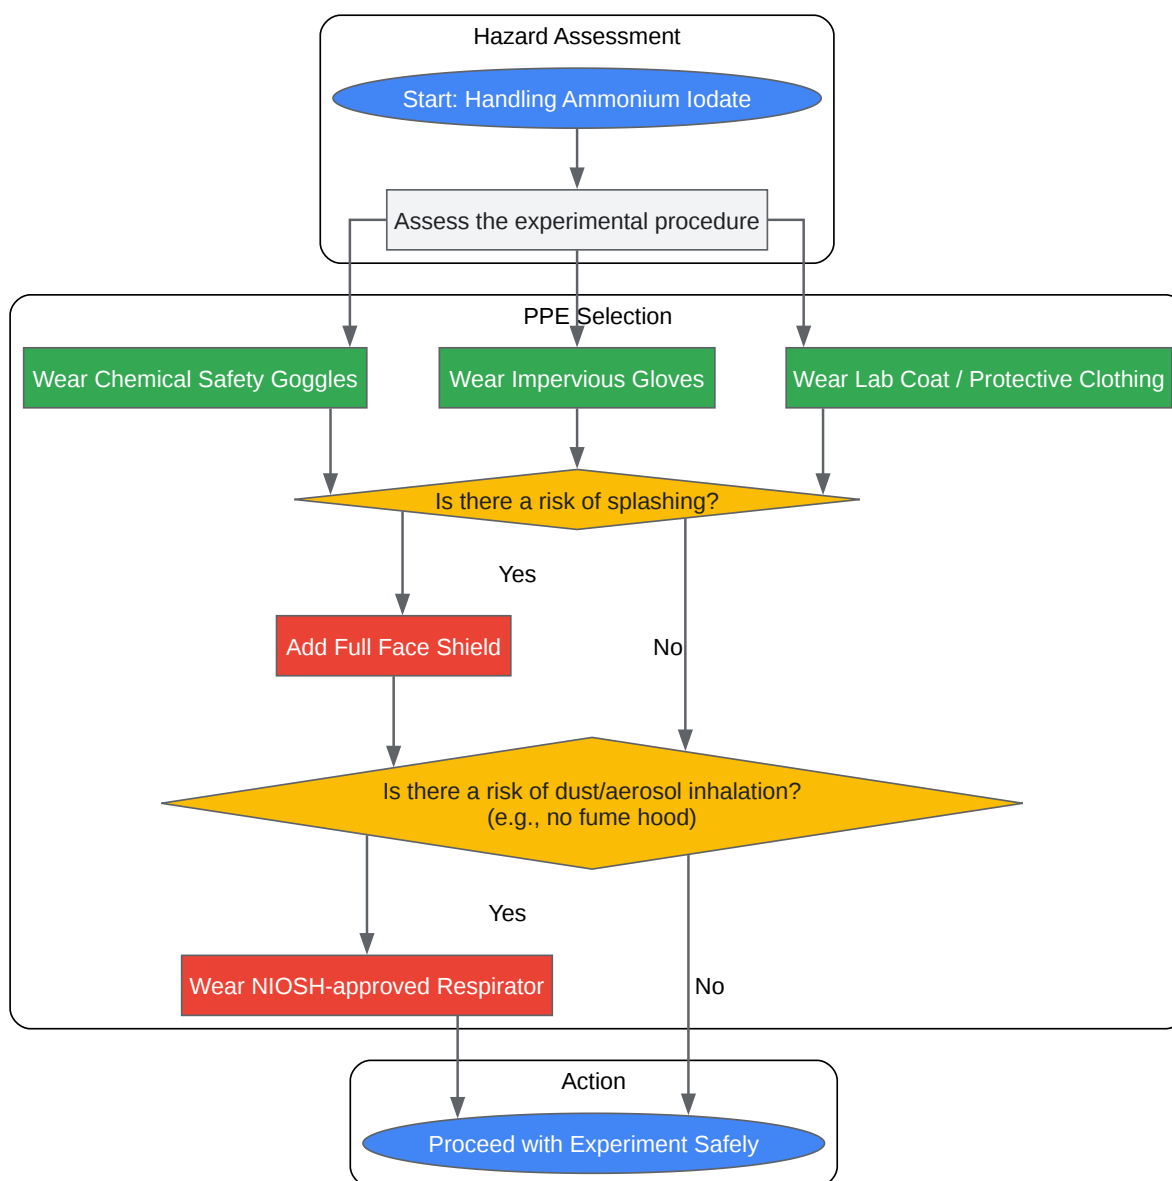 Hazard Assessment
Start: Handling Ammonium Iodate
Assess the experimental procedure
PPE Selection
Wear Chemical Safety Goggles
Wear Impervious Gloves
Wear Lab Coat / Protective Clothing
Is there a risk of splashing?
Yes
Add Full Face Shield
No
Is there a risk of dust/aerosol inhalation?
(e.g., no fume hood)
Yes
Wear NIOSH-approved Respirator
No
Action
Proceed with Experiment Safely